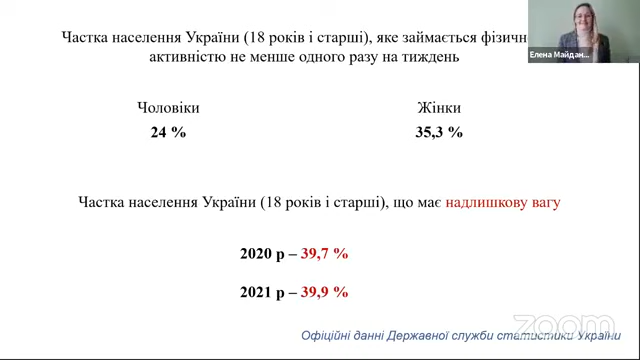 Частка населення України (18 років і старші), яке займається фізичн
активністю не менше одного разу на тиждень
Елена Майдан...
Чоловіки
Жінки
24 %
35,3 %
Частка населення України (18 років і старші), що має надлишкову вагу
2020 р – 39,7 %
2021 р – 39,9 %
zoom
Офіційні данні Державної служби статистики України